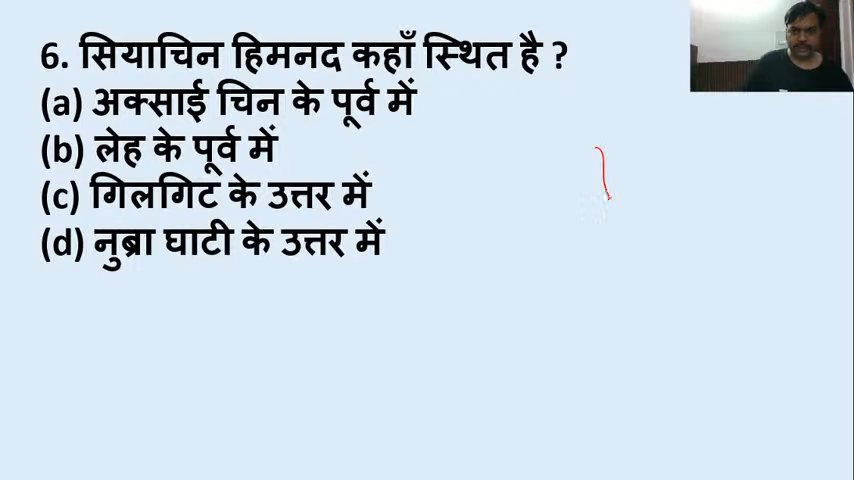 6. सियाचिन हिमनद कहाँ स्थित है ?
(a) अक्साई चिन के पूर्व में
(b) लेह के पूर्व में
(c) गिलगिट के उत्तर में
(d) नुब्रा घाटी के उत्तर में